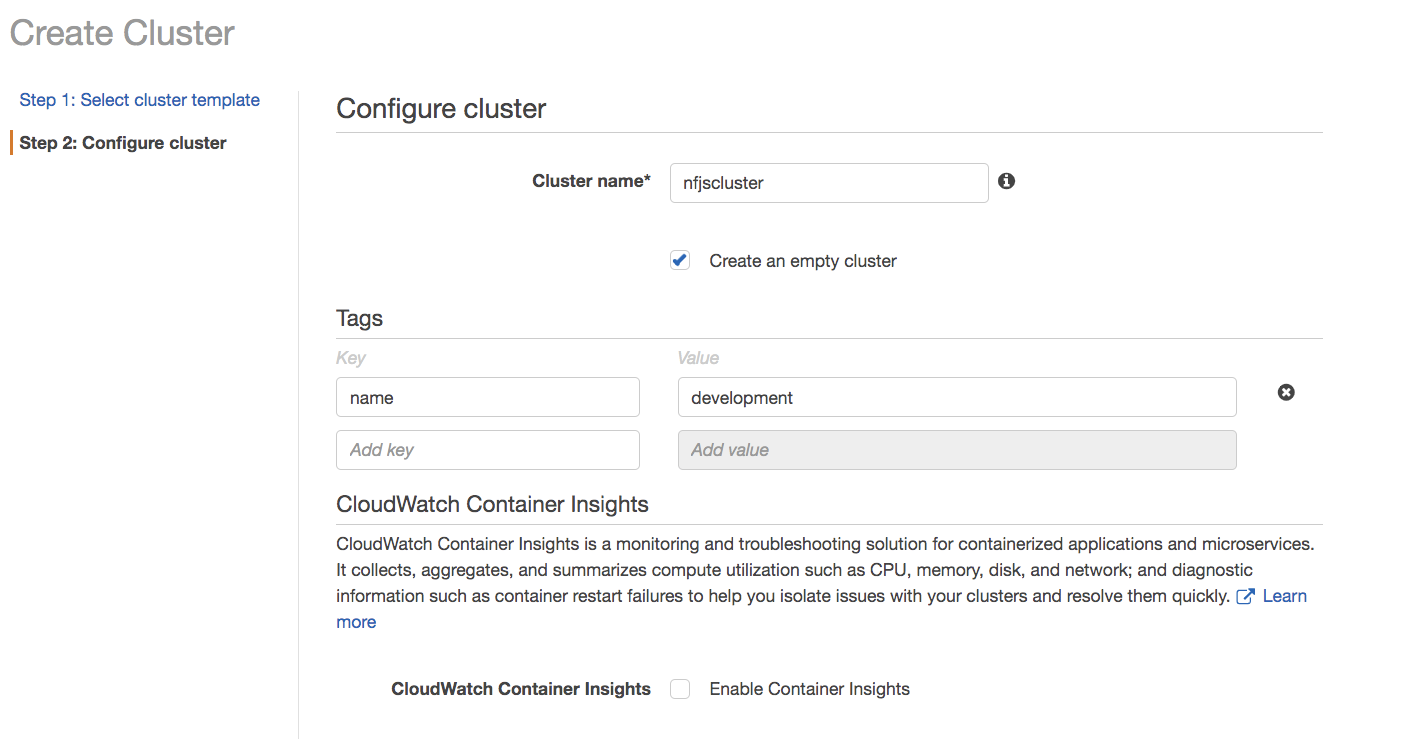 Create Cluster
Step 1: Select cluster template
Step 2: Configure cluster
Configure cluster
Cluster name*
nfjscluster
Create an empty cluster
Tags
Key
Value
name
development
Add key
Add value
CloudWatch Container Insights
CloudWatch Container Insights is a monitoring and troubleshooting solution for containerized applications and microservices.
It collects, aggregates, and summarizes compute utilization such as CPU, memory, disk, and network; and diagnostic
information such as container restart failures to help you isolate issues with your clusters and resolve them quickly. Learn
more
CloudWatch Container Insights
Enable Container Insights